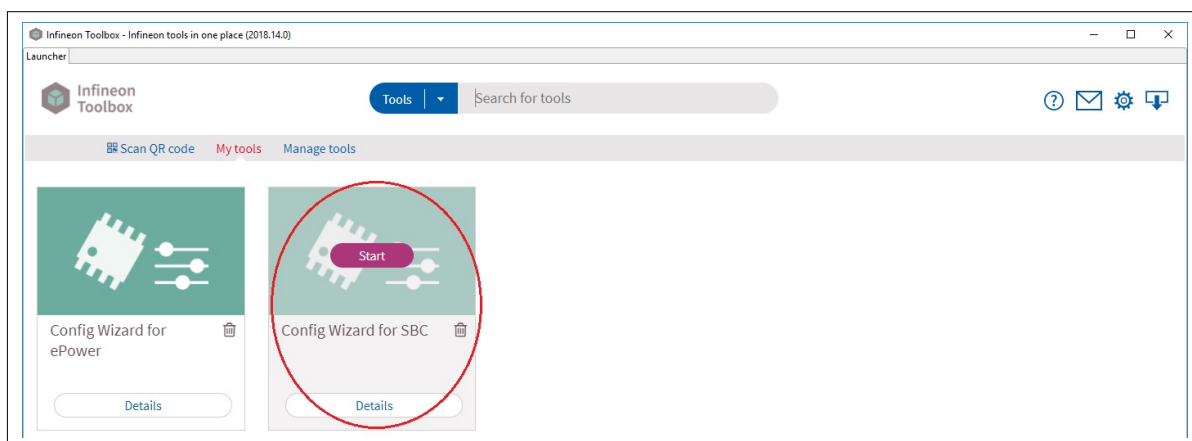 Infineon Toolbox - Infineon tools in one place (2018.14.0)
Launcher
Infineon
Toolbox
Tools
Search for tools
Scan QR code My tools Manage tools
Start
Config Wizard for
ePower
Config Wizard for SBC
Details
Details